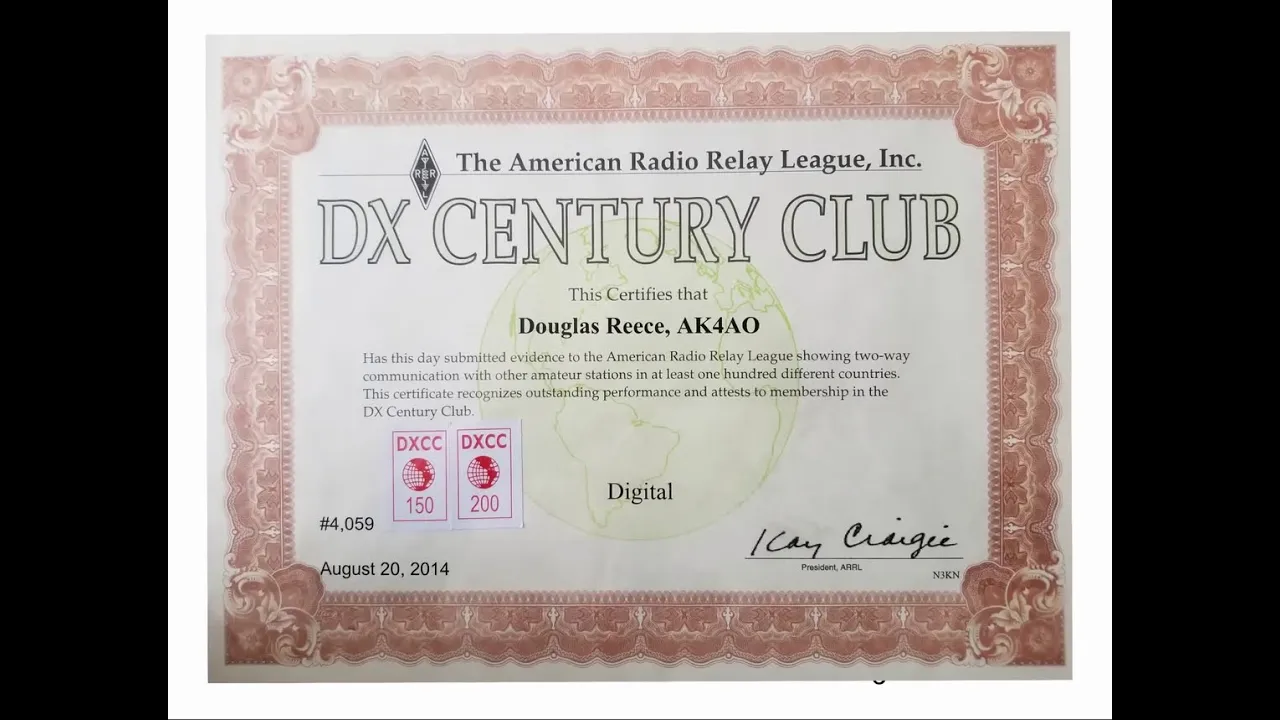 The American Radio Relay League, Inc.
A
R R
L
DX CENTURY CLUB
This Certifies that
Douglas Reece, AK4AO
Has this day submitted evidence to the American Radio Relay League showing two-way
communication with other amateur stations in at least one hundred different countries.
This certificate recognizes outstanding performance and attests to membership in the
DX Century Club.
DXCC DXCC
150 200
Digital
#4,059
Kay Craigie
President, ARRL
N3KN
August 20, 2014